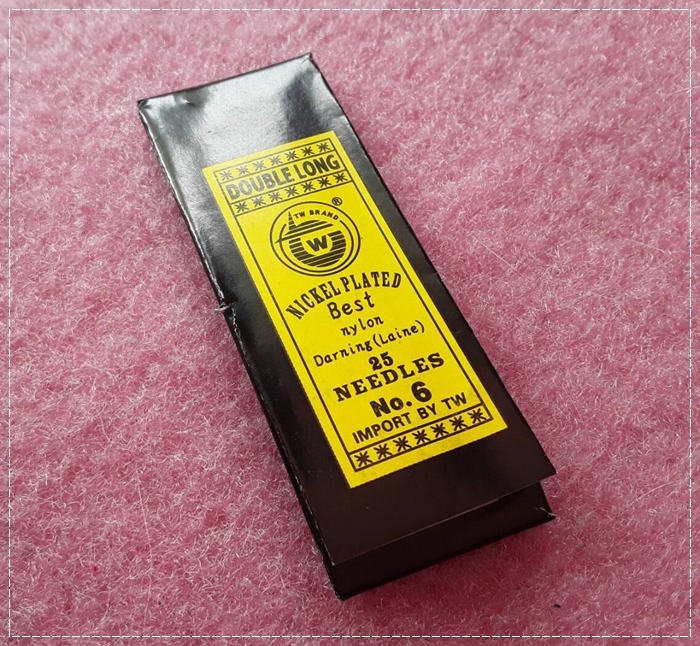 DOUBLE LONG
TW BRAND ®
W
NICKEL PLATED
Best
nylon
Darning(Laine)
25
NEEDLES
No.6
IMPORT BY TW